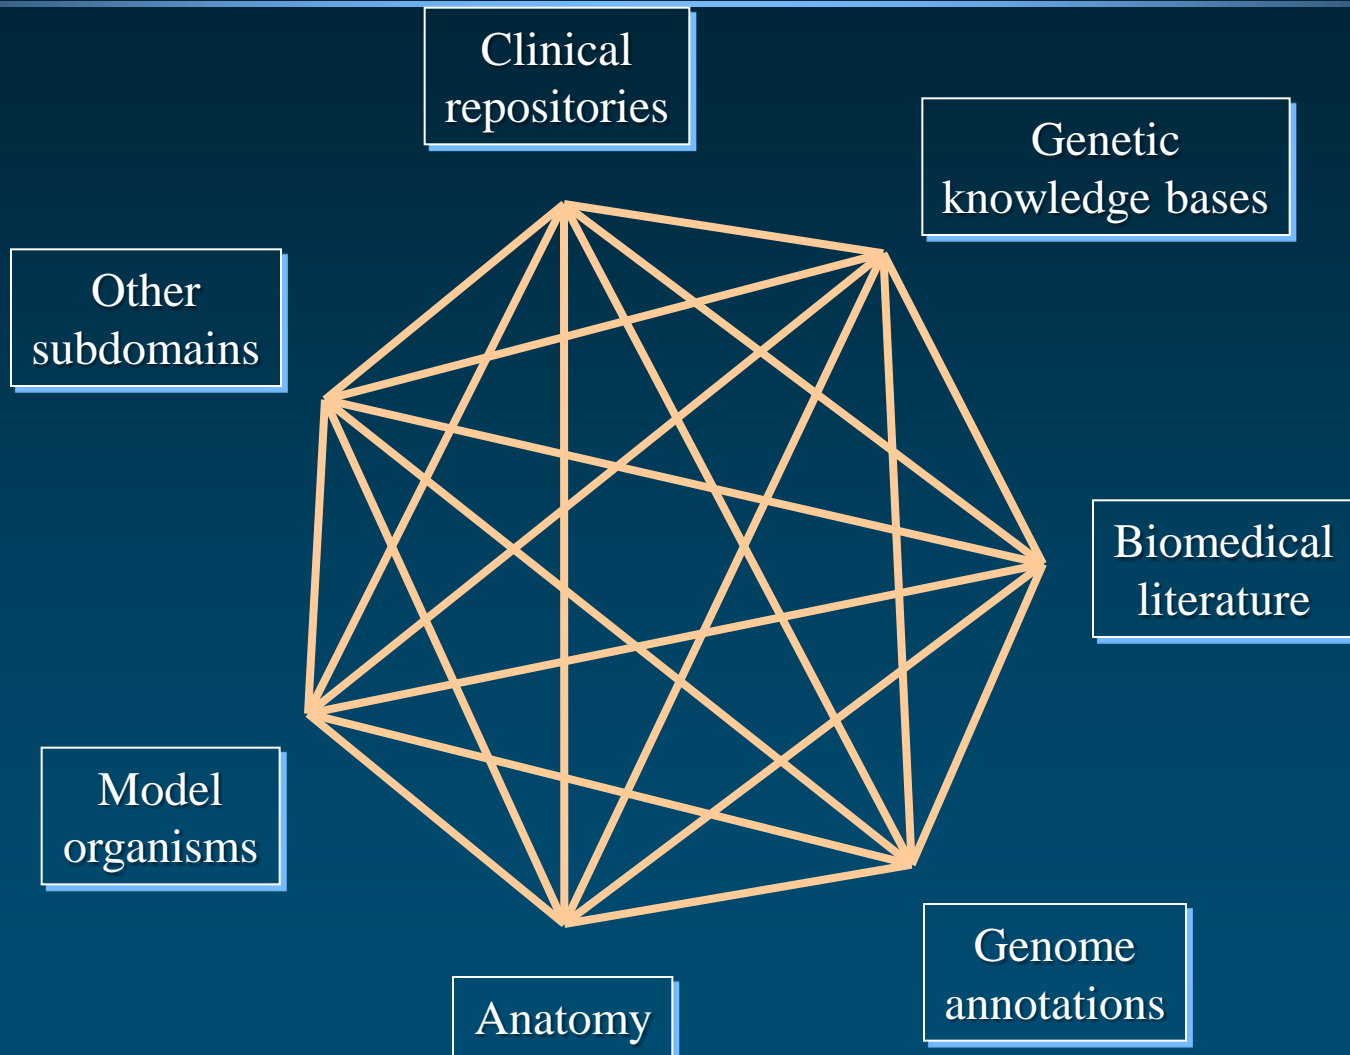 Clinical
repositories
Genetic
knowledge bases
Other
subdomains
Biomedical
literature
Model
organisms
Genome
annotations
Anatomy